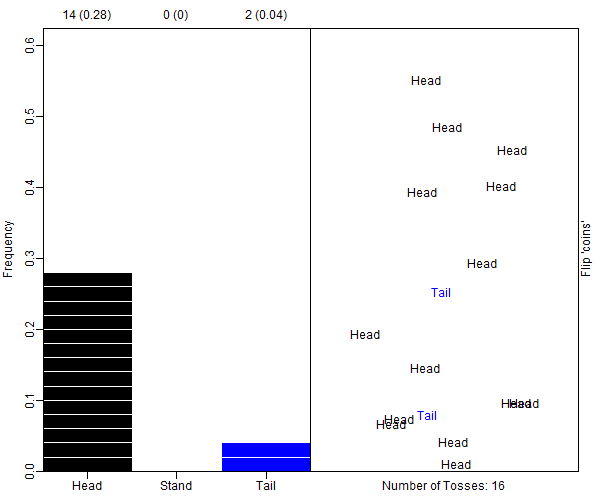 14 (0.28) 0 (0) 2 (0.04)
0.6
0.5
0.4
0.3
0.2
0.1
0.0
Frequency
Head Stand Tail
Head
Head
Head
Head
Head
Head
Tail
Head
Head
Head
Head
Head
Tail
Head
Head
Head
Flip 'coins'
Number of Tosses: 16